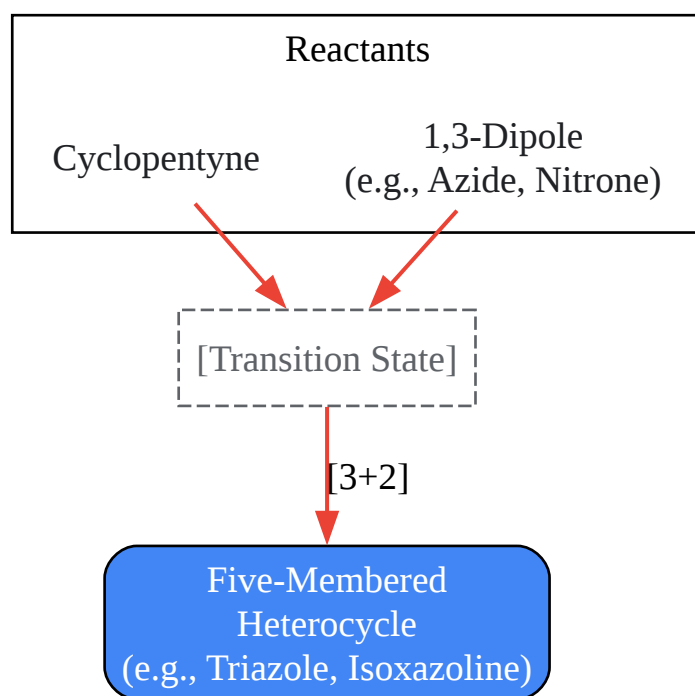 Reactants
Cyclopentyne
1,3-Dipole
(e.g., Azide, Nitrone)
[Transition State]
[3+2]
Five-Membered
Heterocycle
(e.g., Triazole, Isoxazoline)